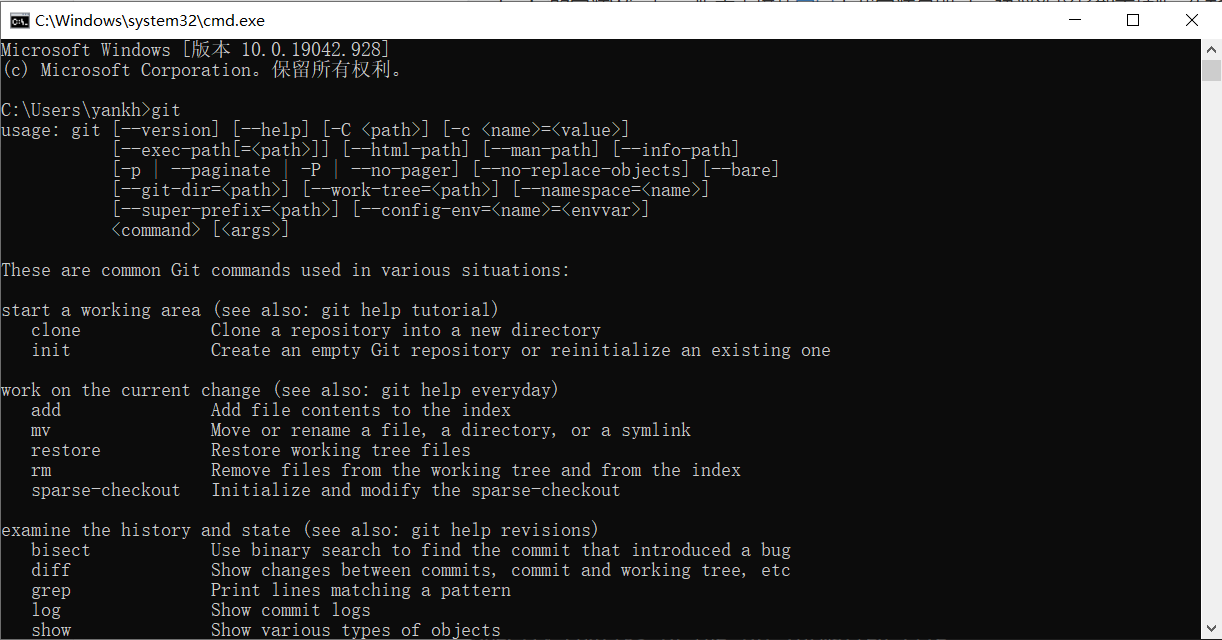 C:\Windows\system32\cmd.exe
Microsoft Windows [版本 10.0.19042.928]
(c) Microsoft Corporation。保留所有权利。
C:\Users\yankh>git
usage: git [--version] [--help] [-C <path>] [-c <name>=<value>]
[--exec-path[=<path>]] [--html-path] [--man-path] [--info-path]
[-p | --paginate | -P | --no-pager] [--no-replace-objects] [--bare]
[--git-dir=<path>] [--work-tree=<path>] [--namespace=<name>]
[--super-prefix=<path>] [--config-env=<name>=<envvar>]
<command> [<args>]
These are common Git commands used in various situations:
start a working area (see also: git help tutorial)
clone Clone a repository into a new directory
init Create an empty Git repository or reinitialize an existing one
work on the current change (see also: git help everyday)
add Add file contents to the index
mv Move or rename a file, a directory, or a symlink
restore Restore working tree files
rm Remove files from the working tree and from the index
sparse-checkout Initialize and modify the sparse-checkout
examine the history and state (see also: git help revisions)
bisect Use binary search to find the commit that introduced a bug
diff Show changes between commits, commit and working tree, etc
grep Print lines matching a pattern
log Show commit logs
show Show various types of objects